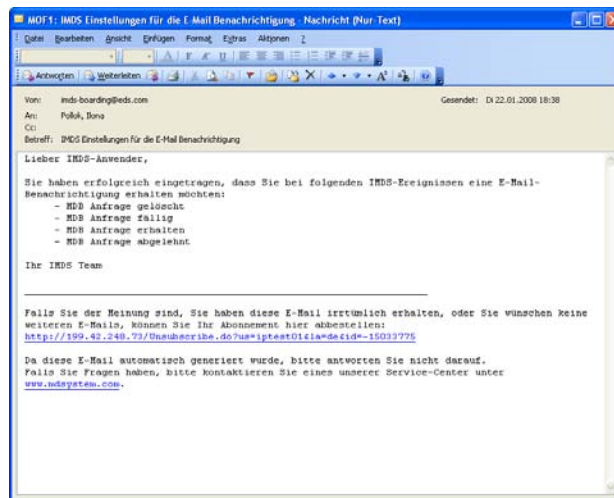 MOF1: IMDS Einstellungen für die E-Mail Benachrichtigung - Nachricht (Nur-Text)
Datei Bearbeiten Ansicht Einfügen Format Extras Aktionen ?
Antworten Weiterleiten
Von: imds-boarding@eds.com Gesendet: Di 22.01.2008 18:38
An: Pollok, Ilona
Cc:
Betreff: IMDS Einstellungen für die E-Mail Benachrichtigung
Lieber IMDS-Anwender,
Sie haben erfolgreich eingetragen, dass Sie bei folgenden IMDS-Ereignissen eine E-Mail-
Benachrichtigung erhalten möchten:
- MDB Anfrage gelöscht
- MDB Anfrage fällig
- MDB Anfrage erhalten
- MDB Anfrage abgelehnt
Ihr IMDS Team
Falls Sie der Meinung sind, Sie haben diese E-Mail irrtümlich erhalten, oder Sie wünschen keine
weiteren E-Mails, können Sie Ihr Abonnement hier abbestellen:
http://199.42.248.73/Unsubscribe.do?us=iptest01&la=de&id=-15033775
Da diese E-Mail automatisch generiert wurde, bitte antworten Sie nicht darauf.
Falls Sie Fragen haben, bitte kontaktieren Sie eines unserer Service-Center unter
www.mdsystem.com.